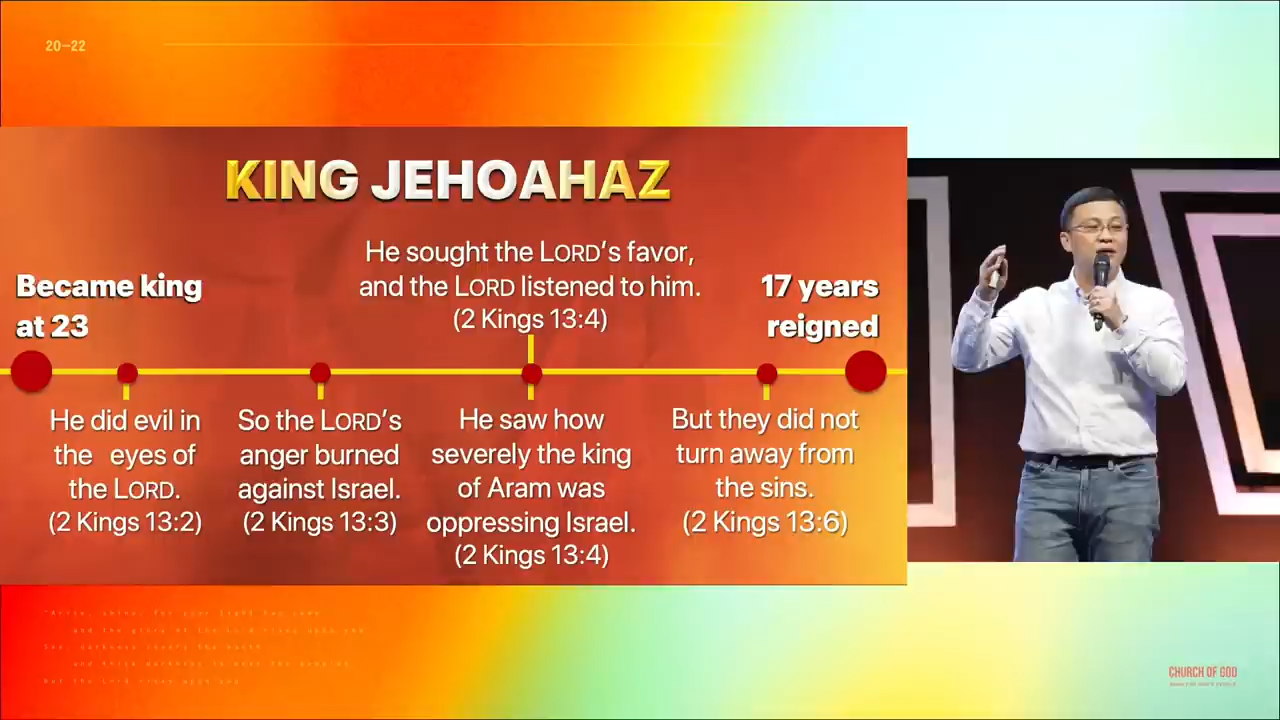 20–22
KING JEHOAHAZ
He sought the LORD’s favor,
and the LORD listened to him.
(2 Kings 13:4)
Became king
at 23
17 years
reigned
He did evil in
the eyes of
the LORD.
(2 Kings 13:2)
So the LORD’s
anger burned
against Israel.
(2 Kings 13:3)
He saw how
severely the king
of Aram was
oppressing Israel.
(2 Kings 13:4)
But they did not
turn away from
the sins.
(2 Kings 13:6)
CHURCH OF GOD